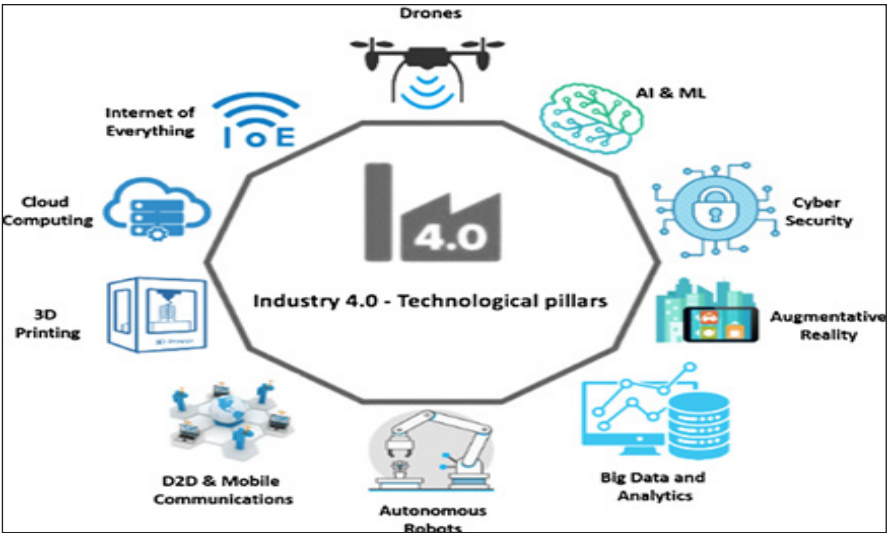 Drones
AI & ML
Internet of
Everything
I o E
Cloud
Computing
Cyber
Security
4.0
Industry 4.0 - Technological pillars
3D
Printing
Augmentative
Reality
D2D & Mobile
Communications
Autonomous
Robots
Big Data and
Analytics